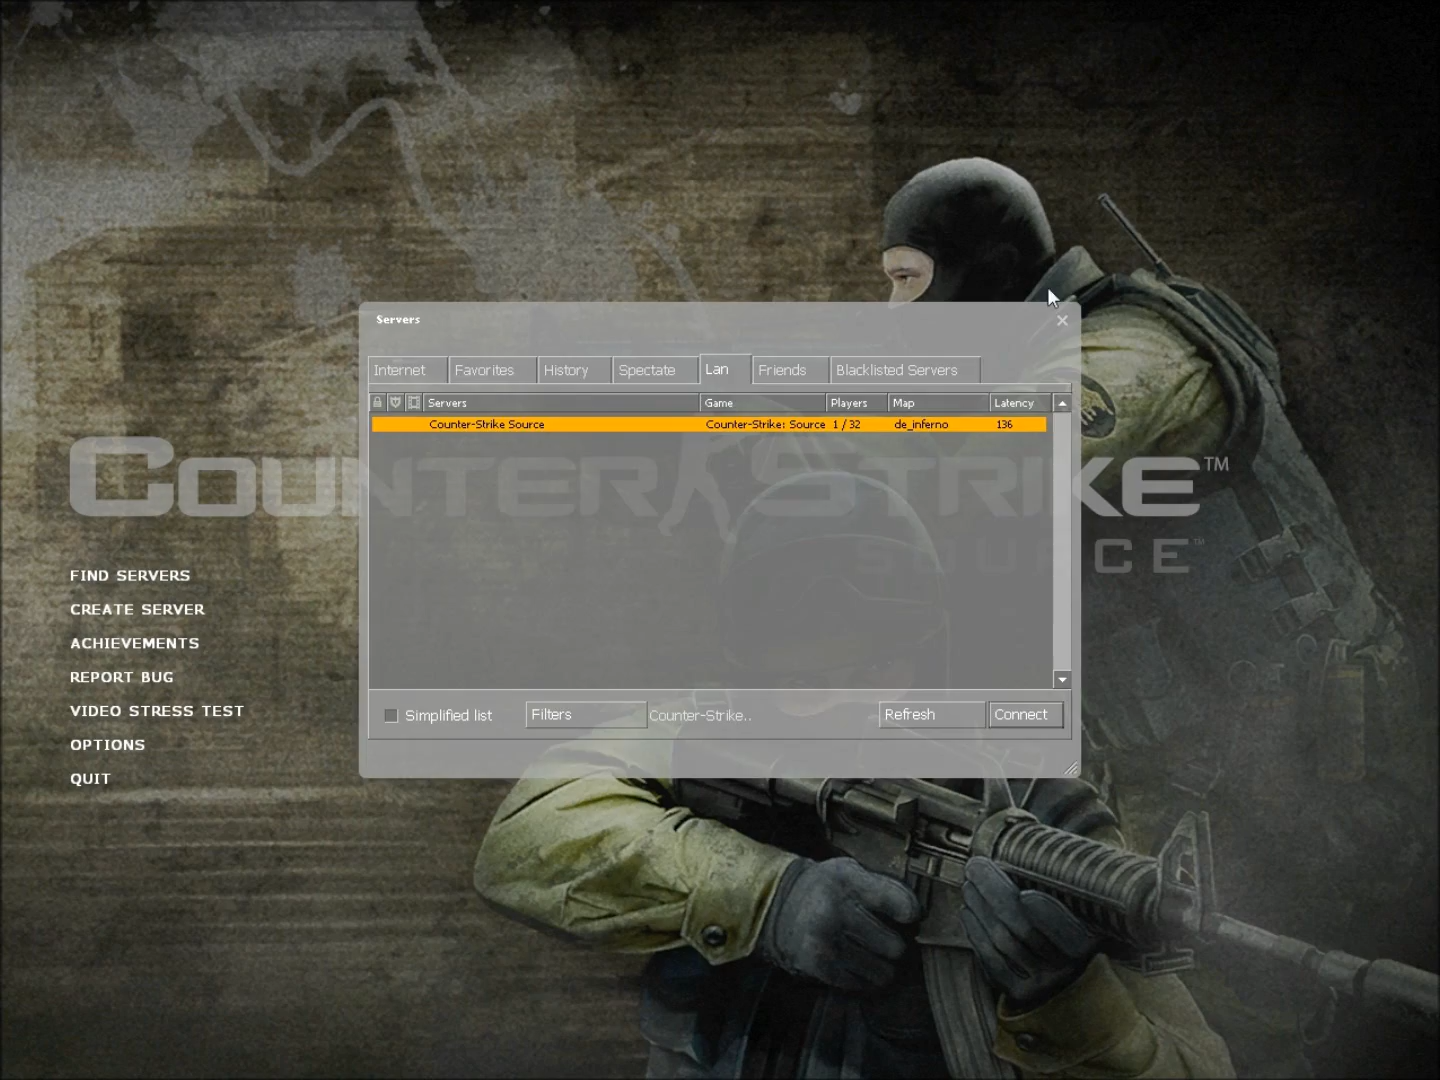 Servers
Internet Favorites History Spectate Lan Friends Blacklisted Servers
Servers Game Players Map Latency
Counter-Strike Source Counter-Strike: Source 1 / 32 de_inferno 136
COUNTER STRIKE™
SOURCE™
FIND SERVERS
CREATE SERVER
ACHIEVEMENTS
REPORT BUG
VIDEO STRESS TEST
OPTIONS
QUIT
Simplified list Filters Counter-Strike.. Refresh Connect